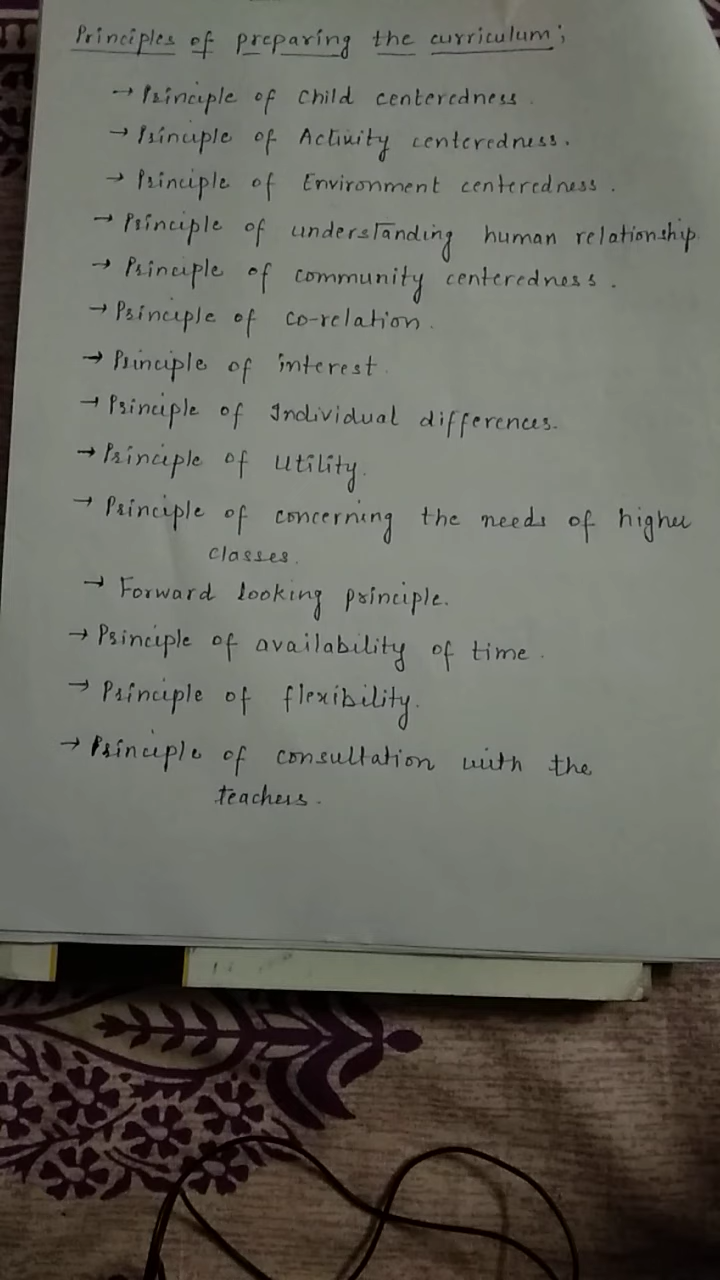 Principles of preparing the curriculum;
→ Principle of child centeredness.
→ Principle of Activity centeredness.
→ Principle of Environment centeredness.
→ Principle of understanding human relationship
→ Principle of community centeredness.
→ Principle of co-relation.
→ Principle of interest.
→ Principle of Individual differences.
→ Principle of Utility.
→ Principle of concerning the needs of higher
classes.
→ Forward looking principle.
→ Principle of availability of time.
→ Principle of flexibility.
→ Principle of consultation with the
teachers.